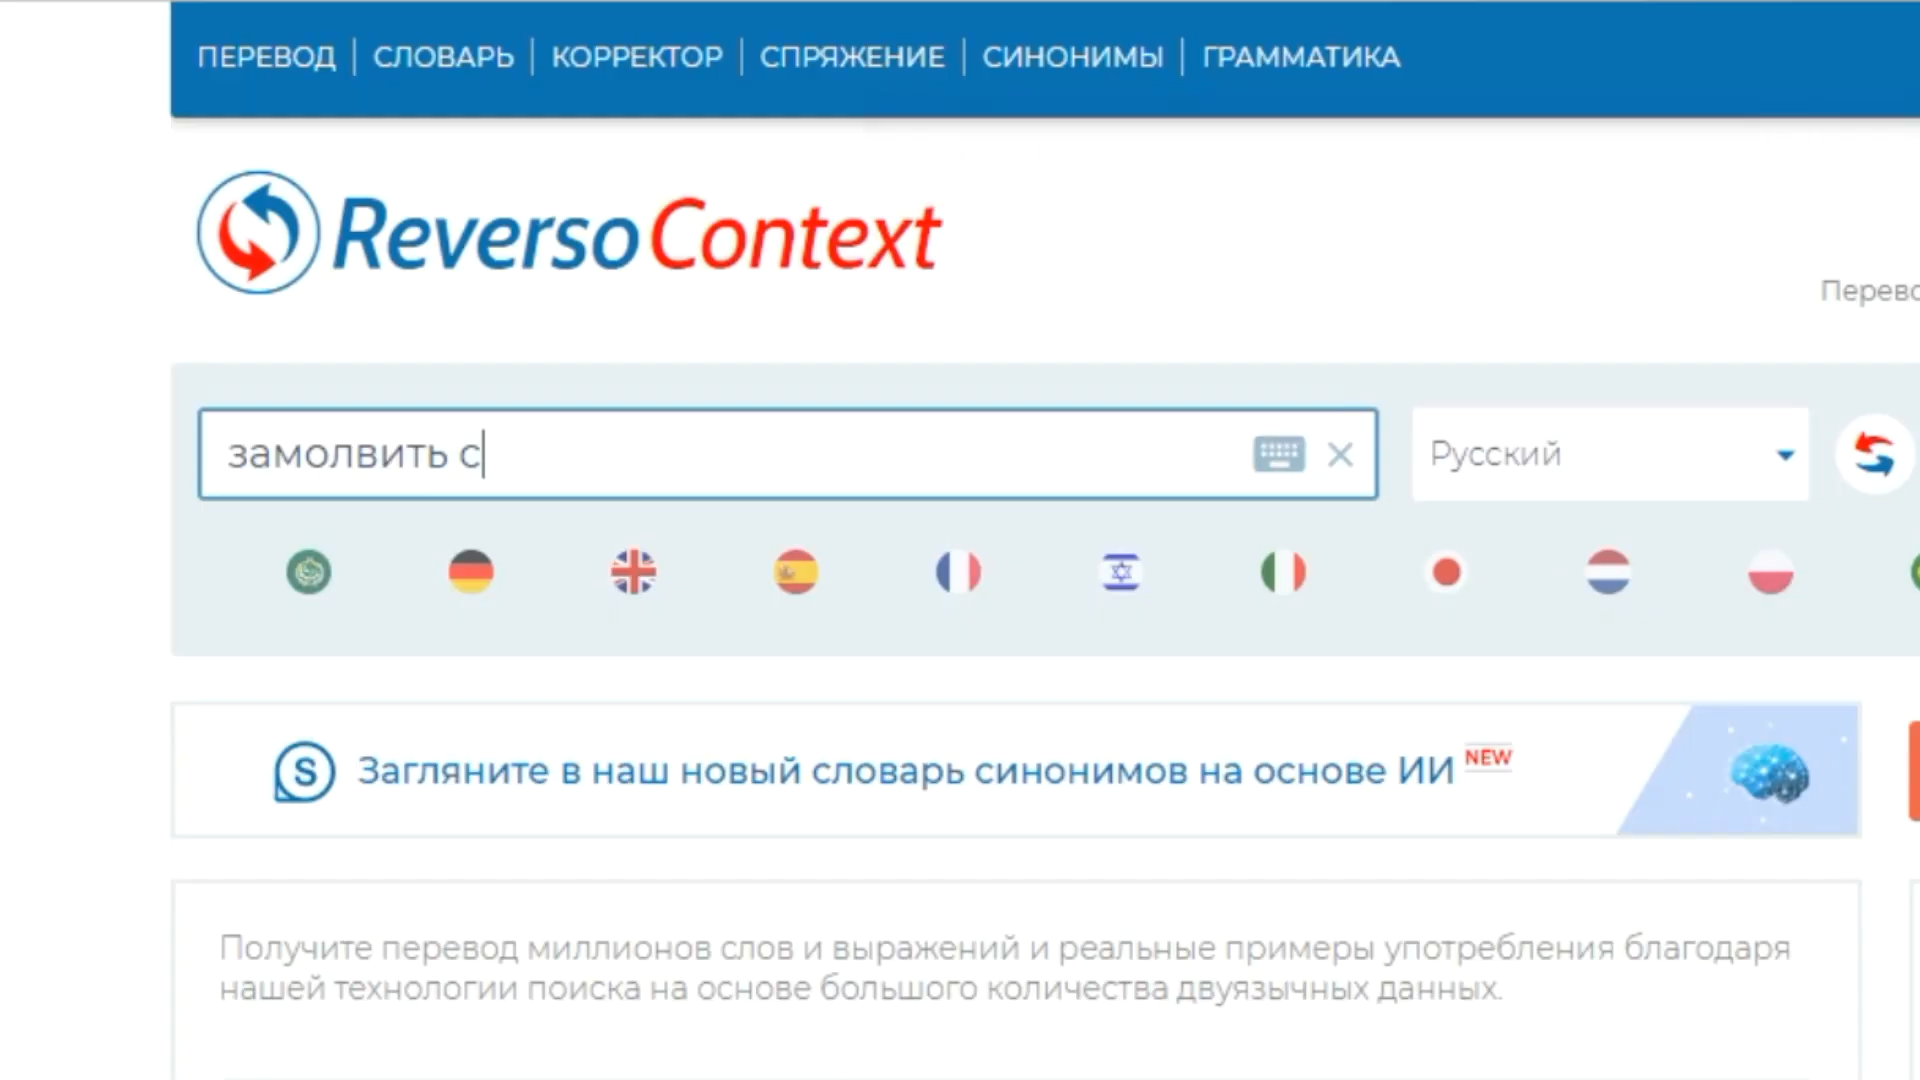 ПЕРЕВОД СЛОВАРЬ КОРРЕКТОР СПРЯЖЕНИЕ СИНОНИМЫ ГРАММАТИКА
Reverso Context
замолвить с
Русский
S Загляните в наш новый словарь синонимов на основе ИИ NEW
Получите перевод миллионов слов и выражений и реальные примеры употребления благодаря
нашей технологии поиска на основе большого количества двуязычных данных.